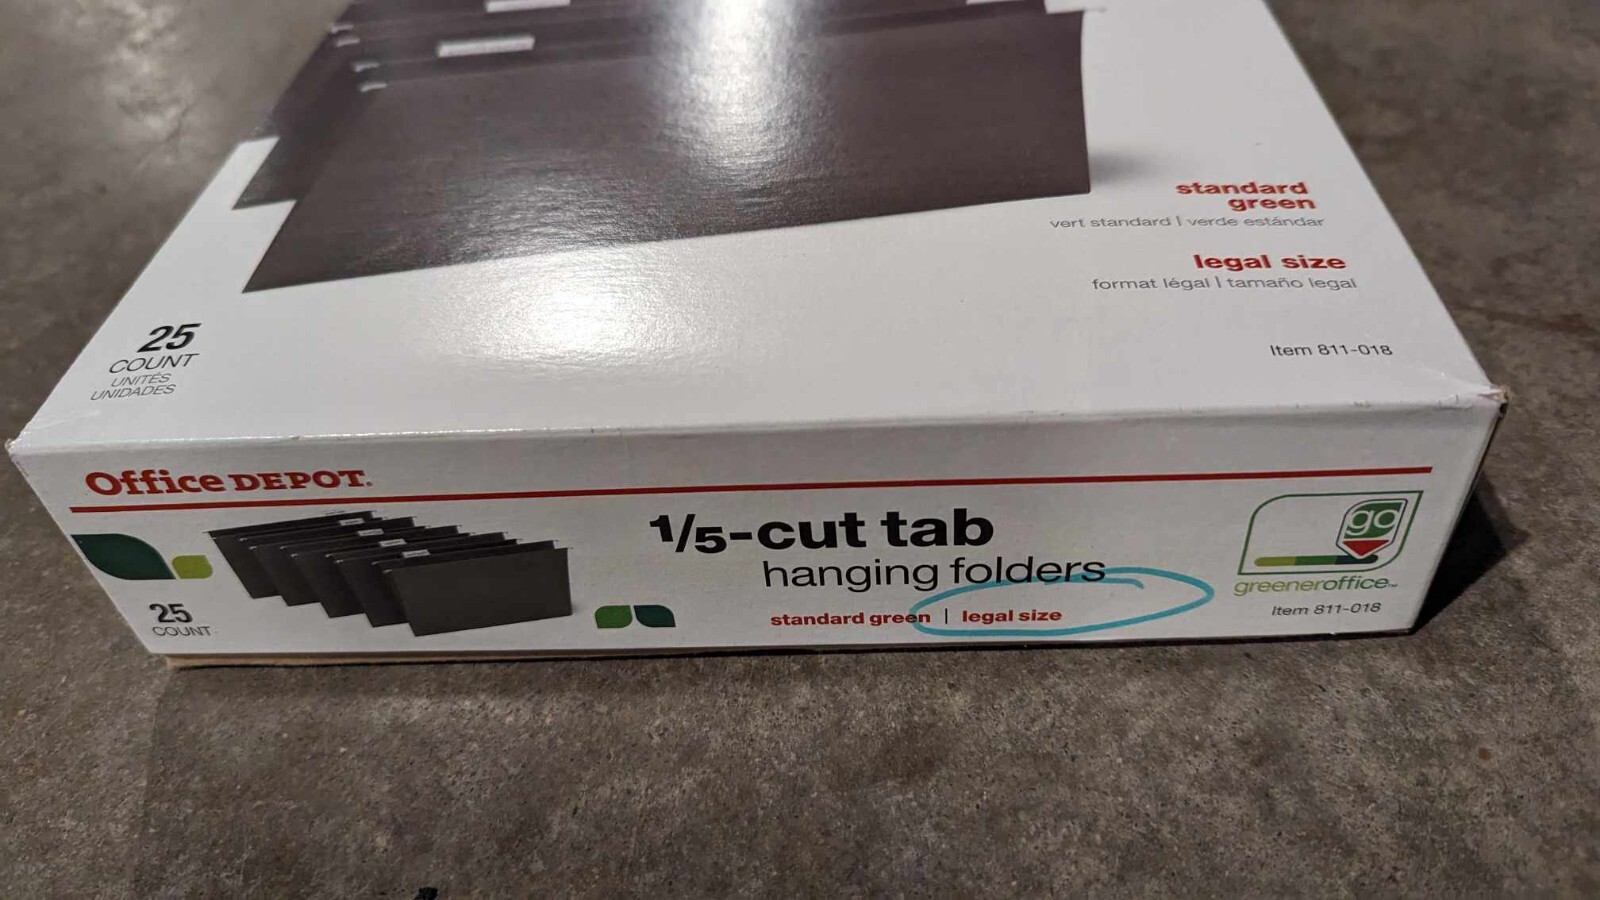 standard
green
vert standard | verde estándar
legal size
format légal | tamaño legal
Item 811-018
25
COUNT
UNITÉS
UNIDADES
Office DEPOT.
1/5-cut tab
hanging folders
standard green | legal size
25
COUNT
go
greeneroffice™
Item 811-018